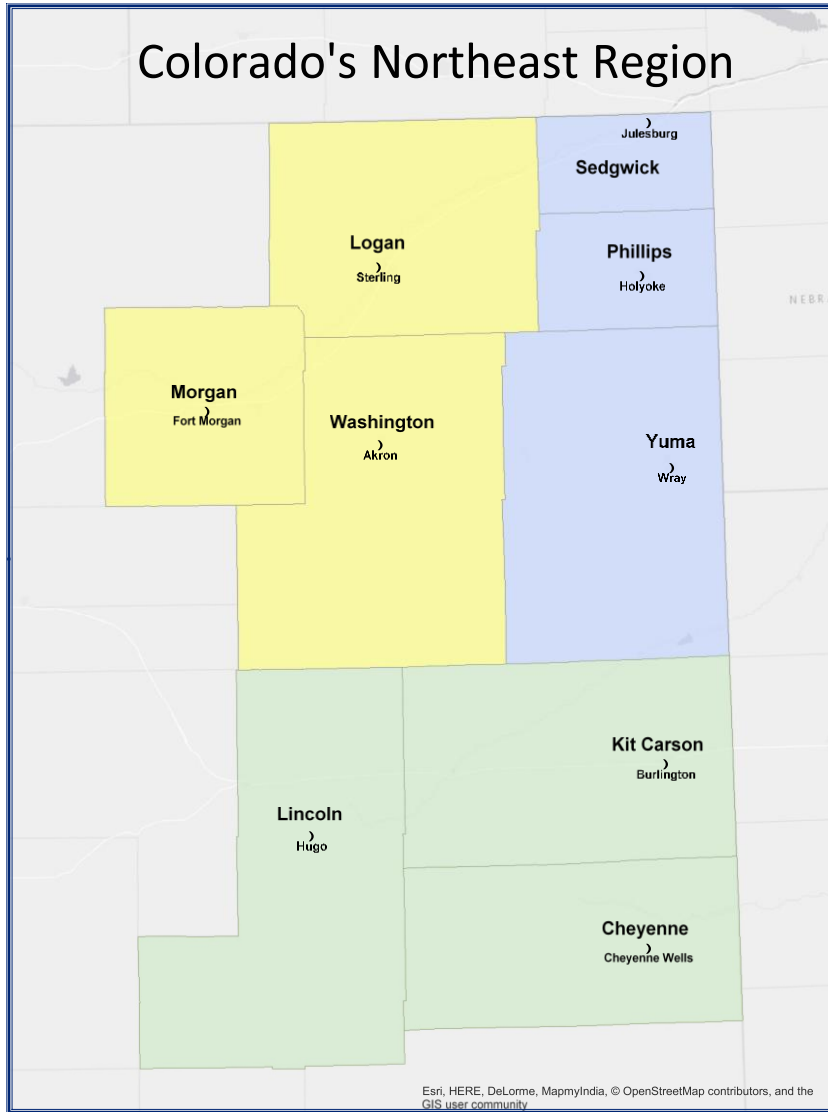 Colorado's Northeast Region
Julesburg
Sedgwick
Logan
Sterling
Phillips
Holyoke
NEBR
Morgan
Fort Morgan
Washington
Akron
Yuma
Wray
Kit Carson
Burlington
Lincoln
Hugo
Cheyenne
Cheyenne Wells
Esri, HERE, DeLorme, MapmyIndia, © OpenStreetMap contributors, and the
GIS user community